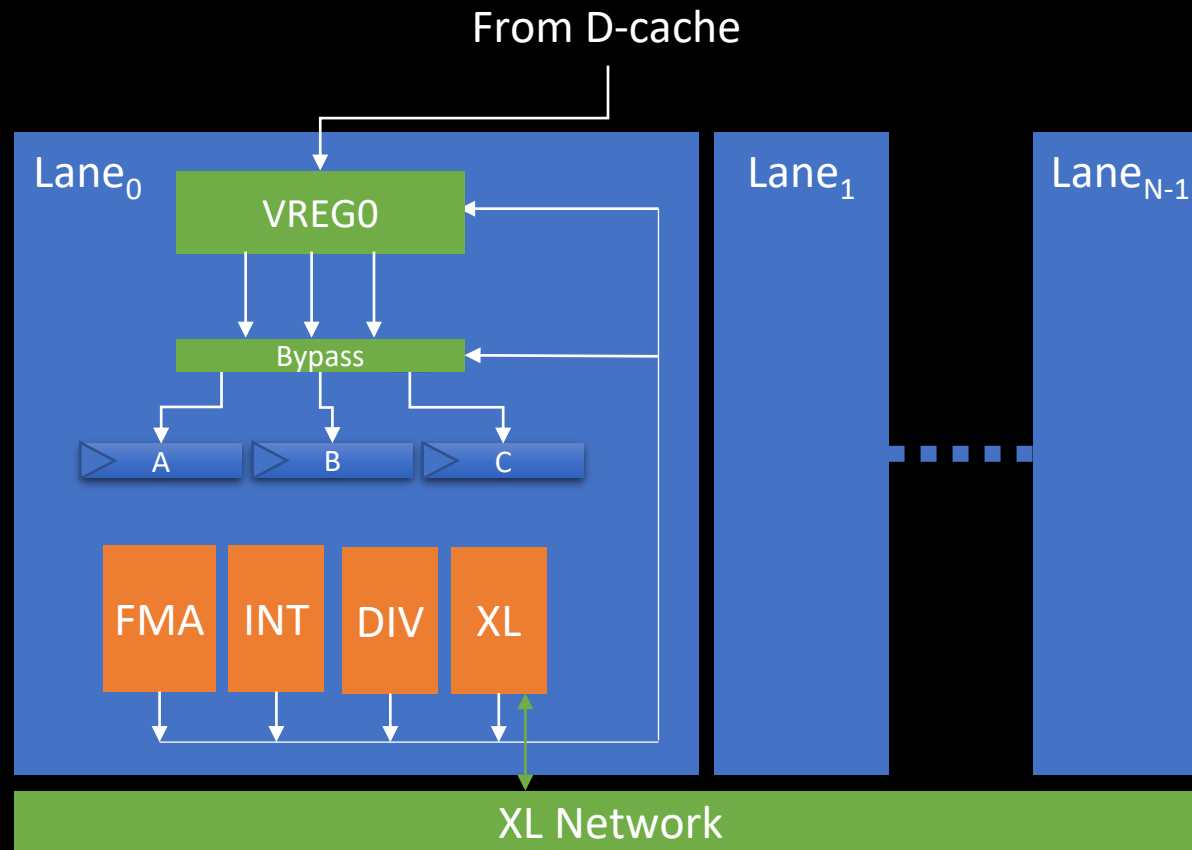 From D-cache
Lane0
Lane1
LaneN-1
VREG0
Bypass
A
B
C
FMA
INT
DIV
XL
XL Network